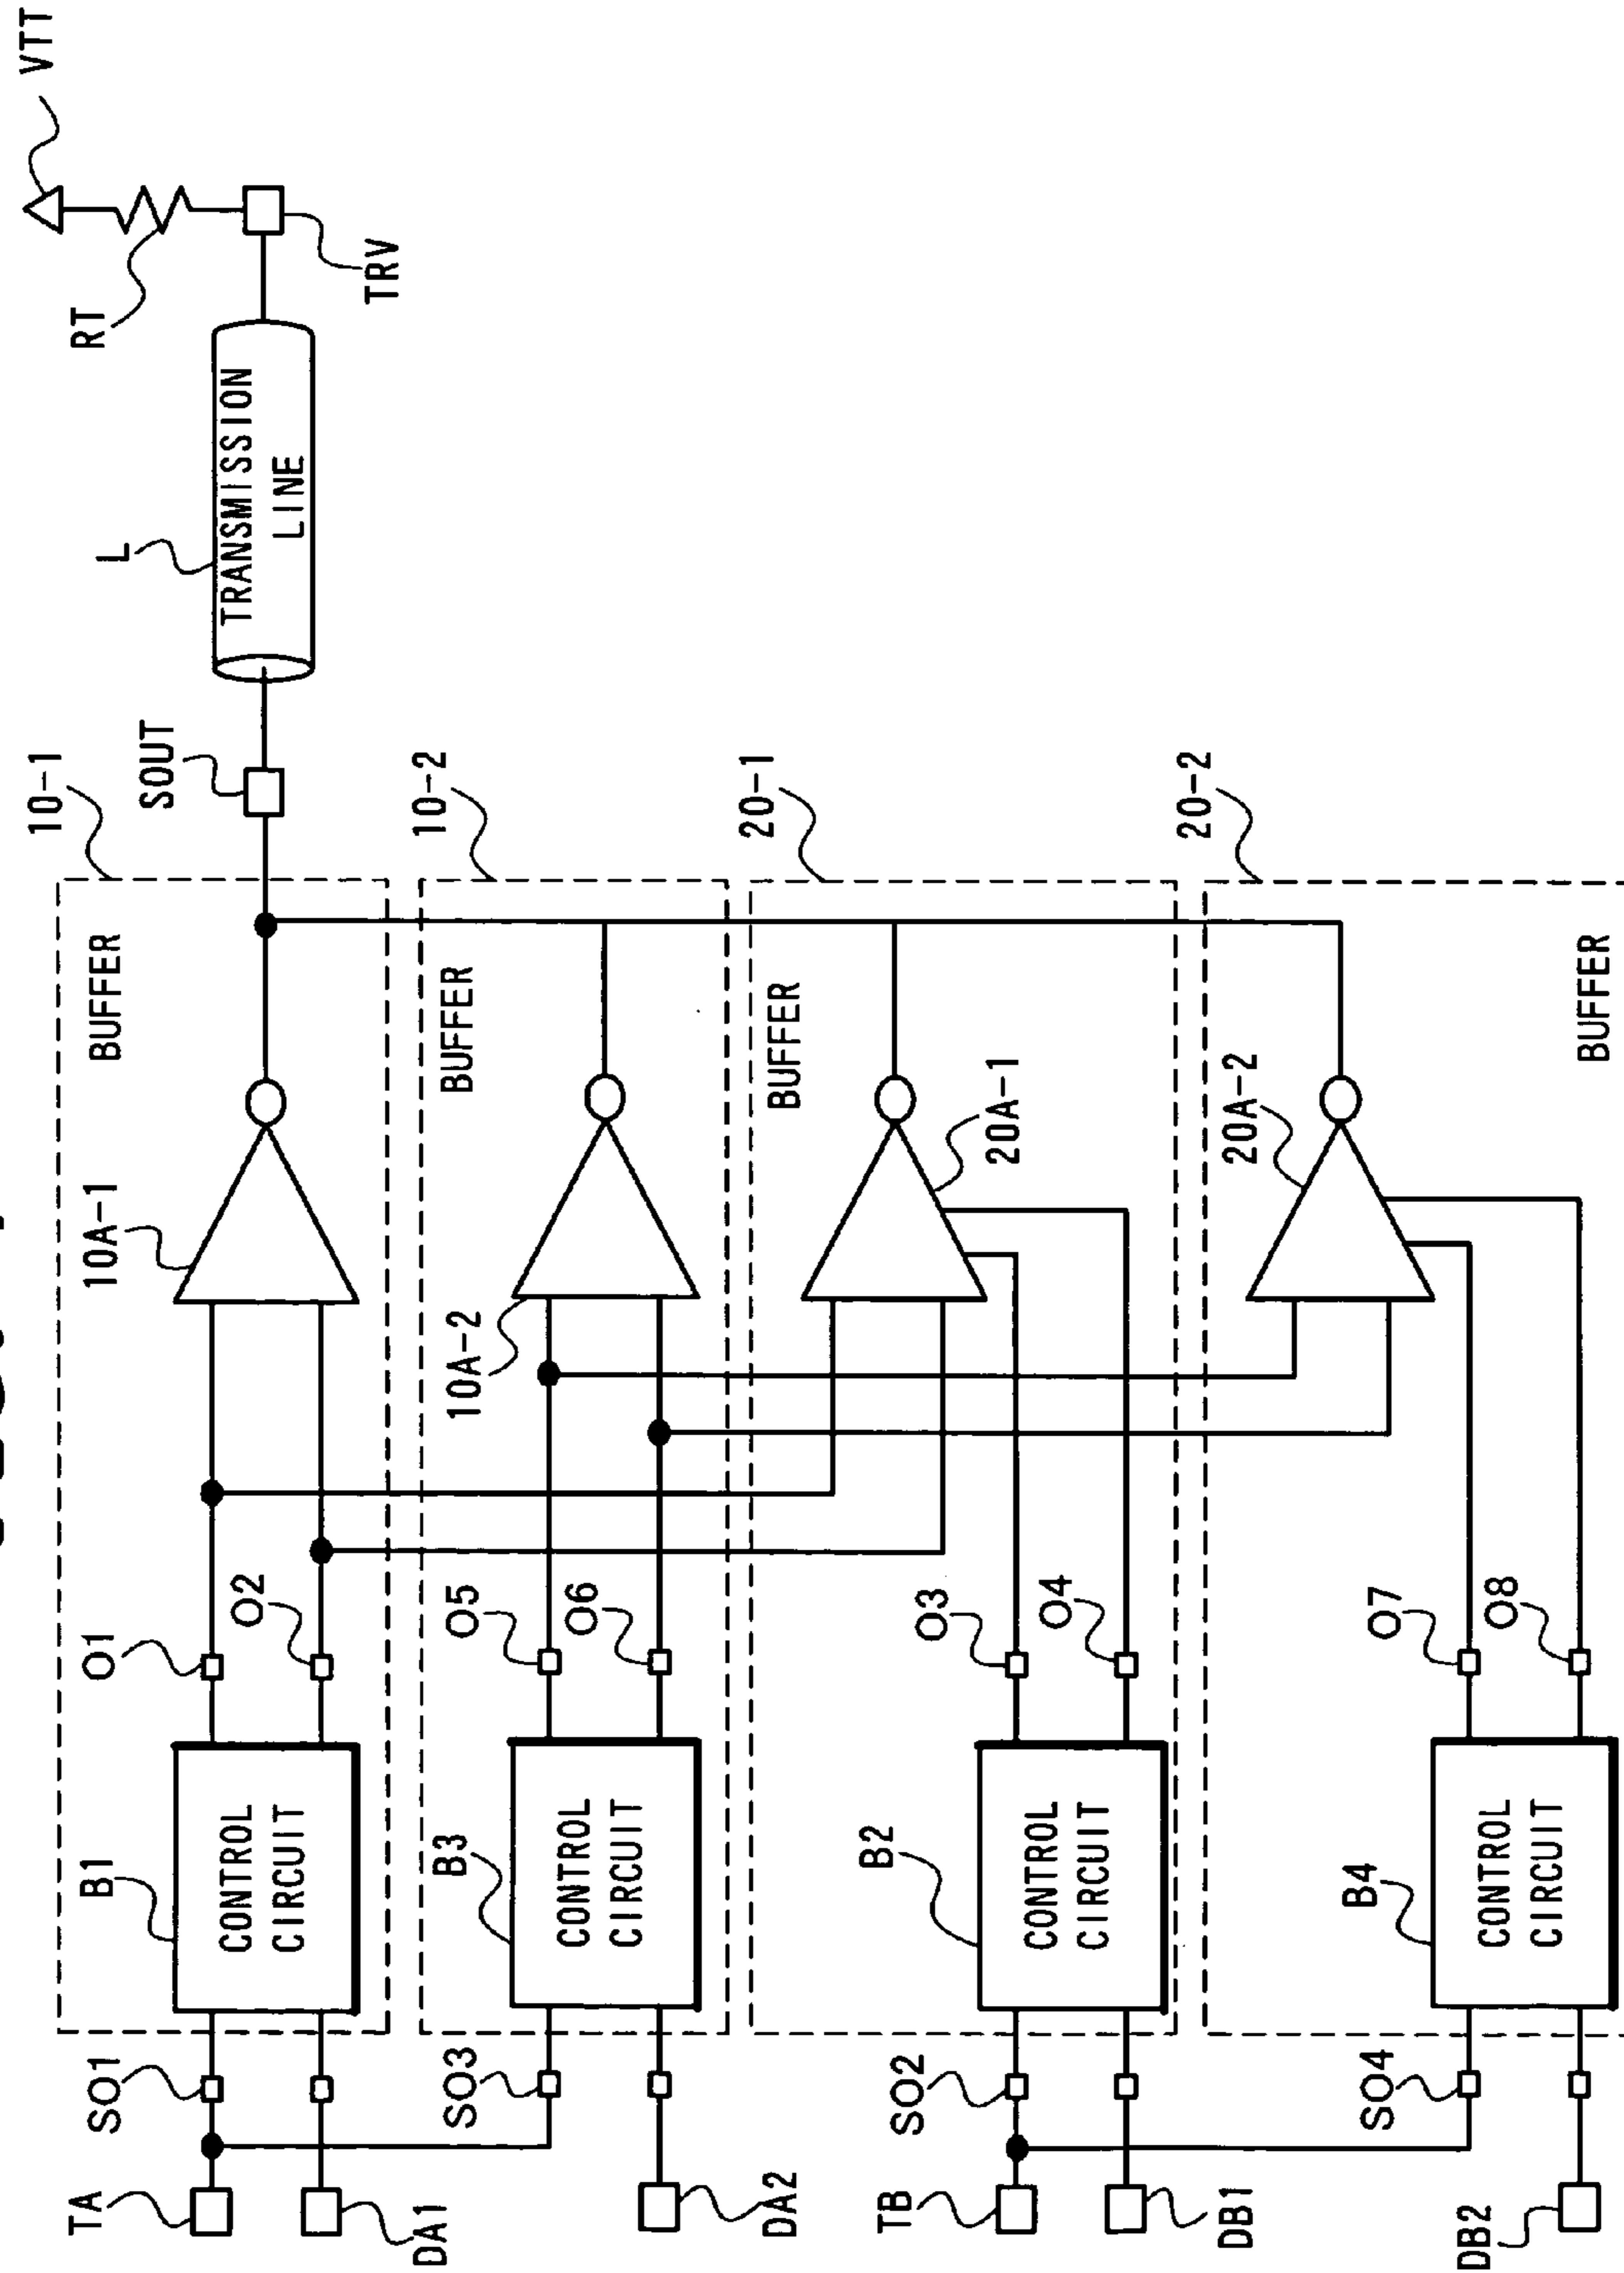 VTT
RT
TRV
L
TRANSMISSION
LINE
SOUT
10-1
BUFFER
10A-1
O1
O2
B1
CONTROL
CIRCUIT
SO1
TA
DA1
10-2
BUFFER
10A-2
O5
O6
B3
CONTROL
CIRCUIT
SO3
DA2
20-1
BUFFER
20A-1
O3
O4
B2
CONTROL
CIRCUIT
SO2
TB
DB1
20-2
BUFFER
20A-2
O7
O8
B4
CONTROL
CIRCUIT
SO4
DB2